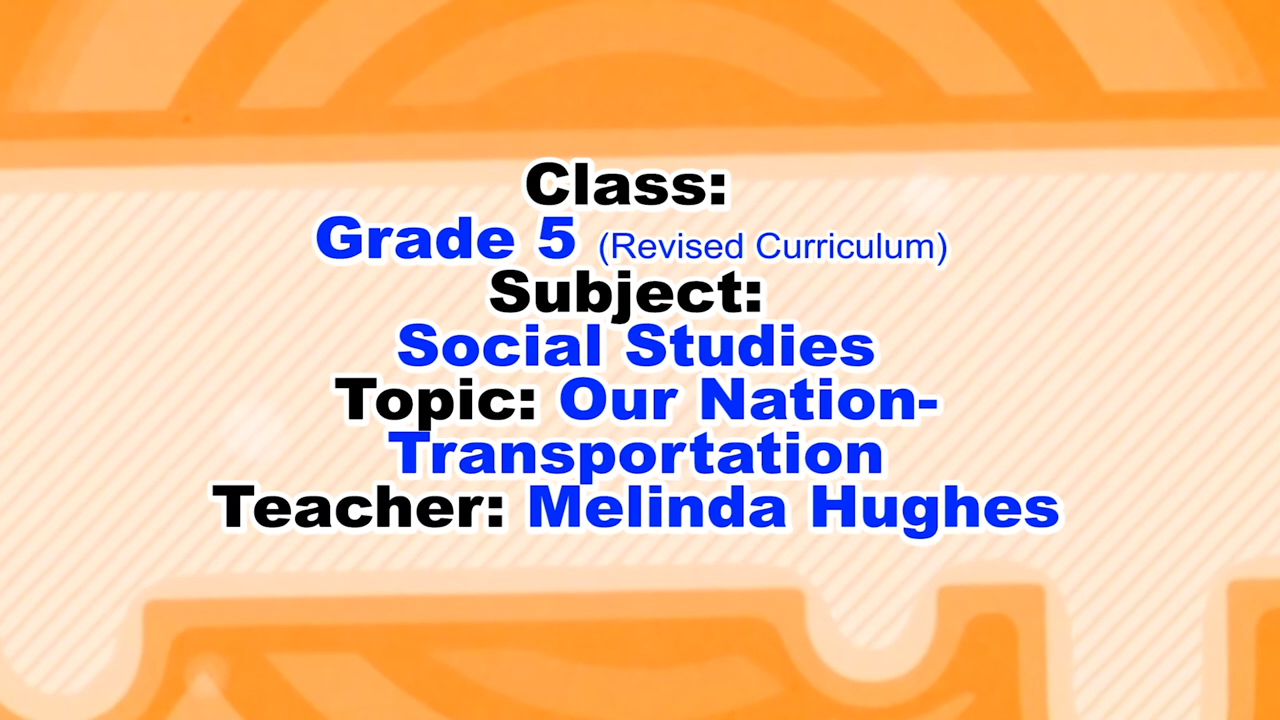 Class:
Grade 5 (Revised Curriculum)
Subject:
Social Studies
Topic: Our Nation-
Transportation
Teacher: Melinda Hughes